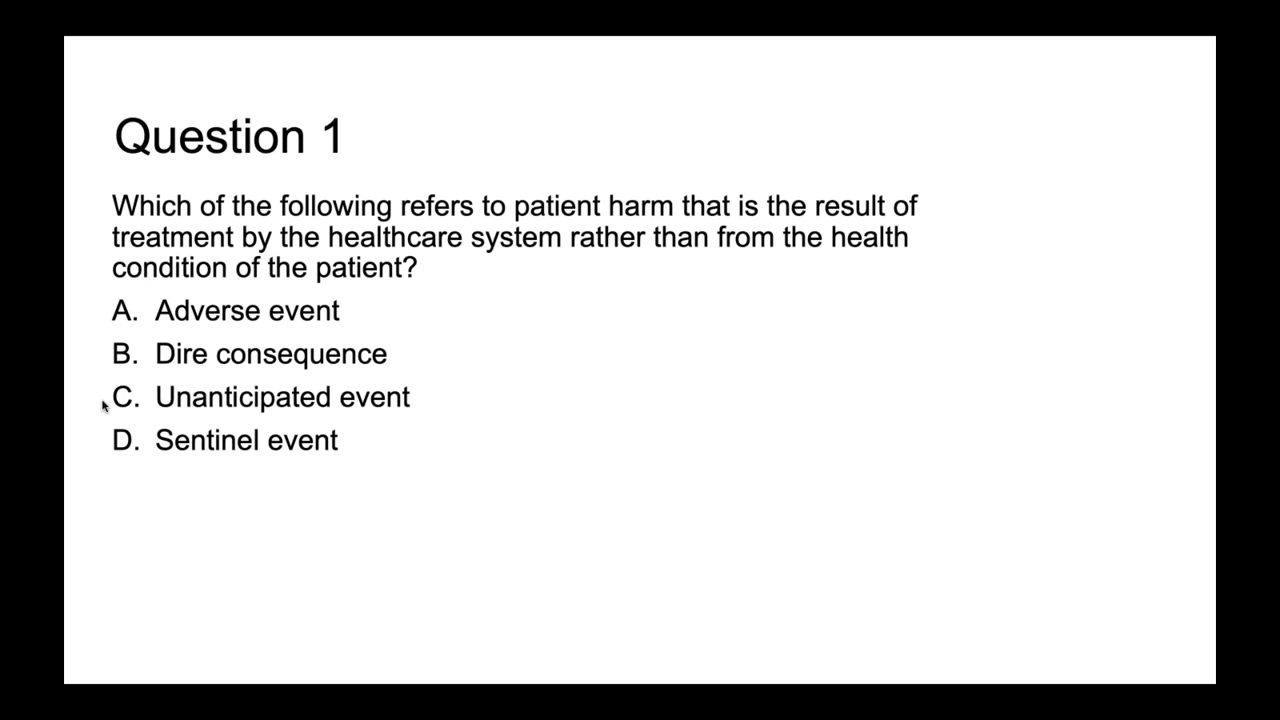 Question 1
Which of the following refers to patient harm that is the result of
treatment by the healthcare system rather than from the health
condition of the patient?
A. Adverse event
B. Dire consequence
C. Unanticipated event
D. Sentinel event